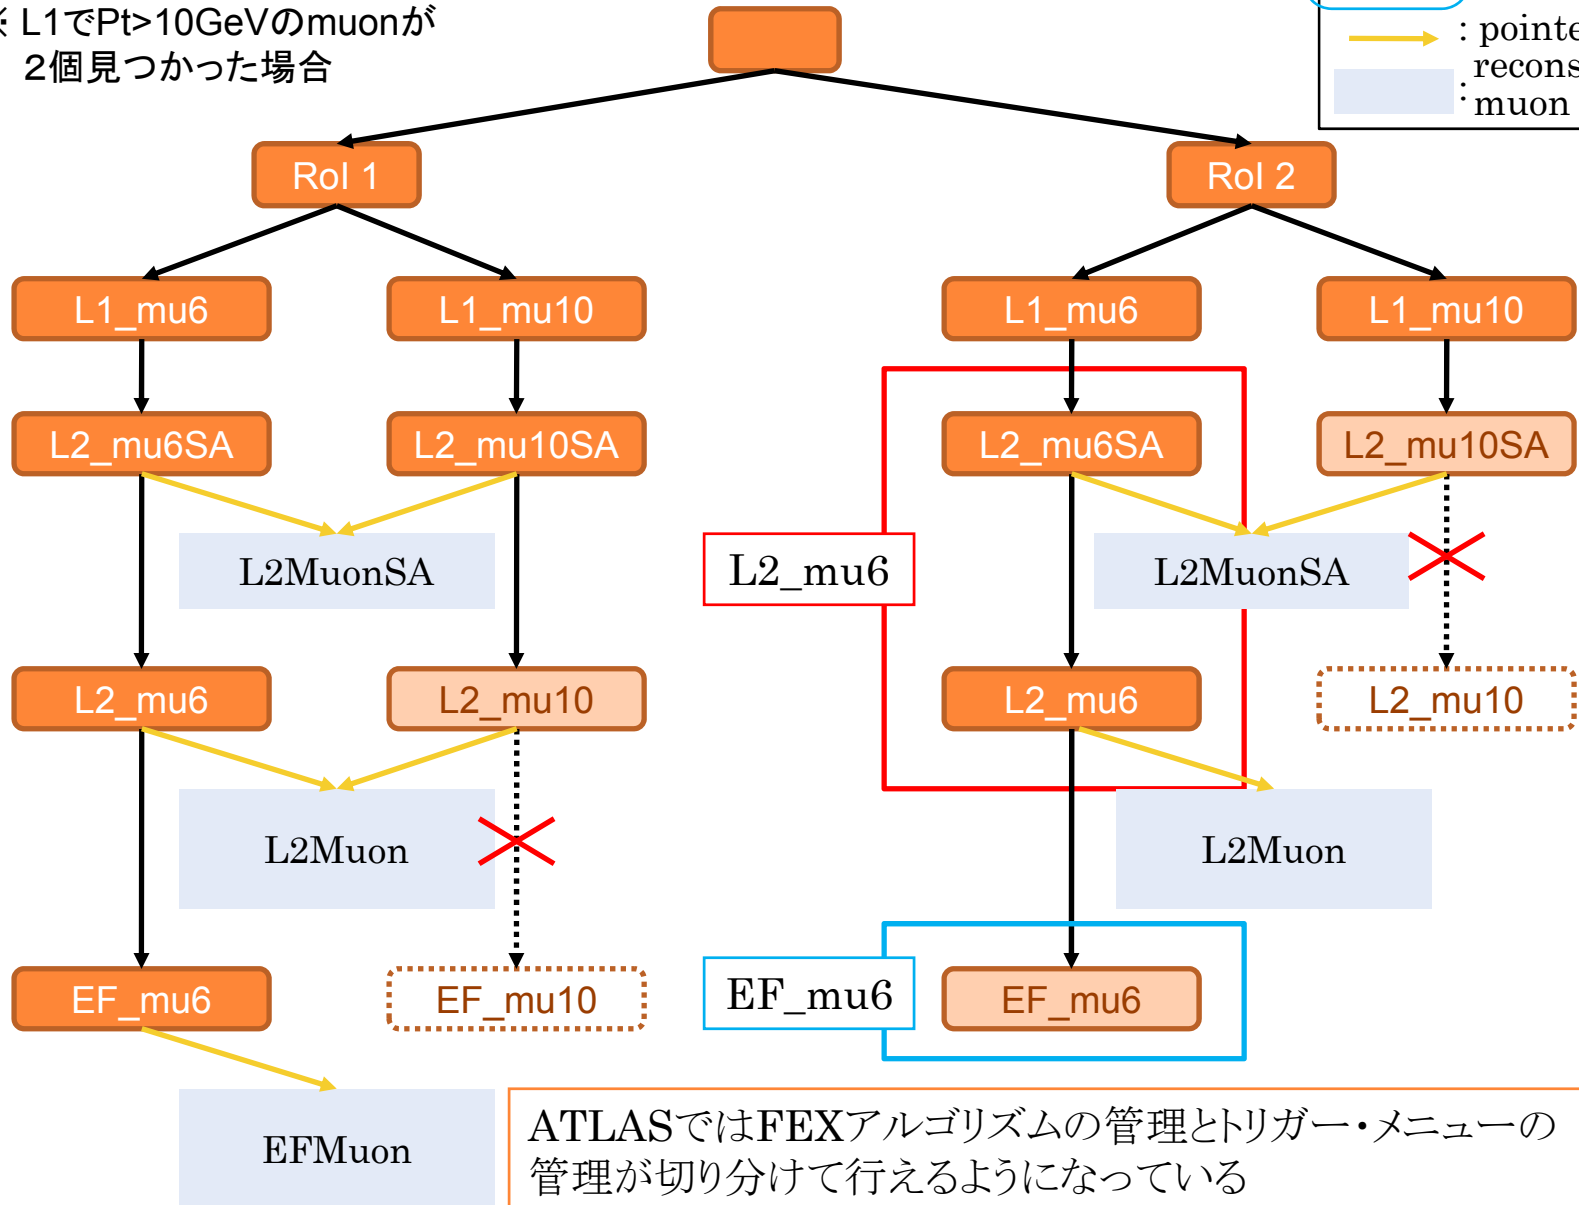 ※ L1でPt>10GeVのmuonが
２個見つかった場合
: pointe
recons
: muon
RoI 1
RoI 2
L1_mu6
L1_mu10
L1_mu6
L1_mu10
L2_mu6SA
L2_mu10SA
L2_mu6SA
L2_mu10SA
L2MuonSA
L2_mu6
L2MuonSA
L2_mu6
L2_mu10
L2_mu6
L2_mu10
L2Muon
L2Muon
EF_mu6
EF_mu10
EF_mu6
EF_mu6
EFMuon
ATLASではFEXアルゴリズムの管理とトリガー・メニューの
管理が切り分けて行えるようになっている